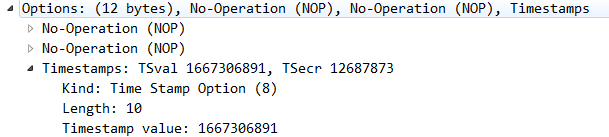 Options: (12 bytes), No-Operation (NOP), No-Operation (NOP), Timestamps
No-Operation (NOP)
No-Operation (NOP)
Timestamps: TSval 1667306891, TSecr 12687873
Kind: Time Stamp Option (8)
Length: 10
Timestamp value: 1667306891